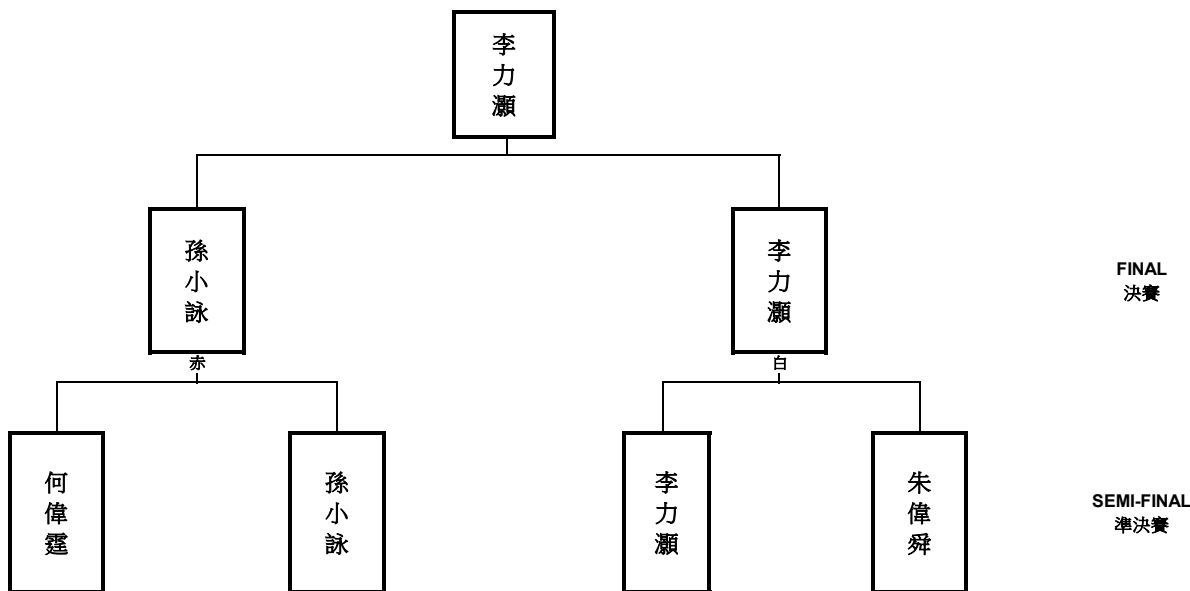 李力灝
孫小詠
李力灝
FINAL
決賽
赤
白
何偉霆
孫小詠
李力灝
朱偉舜
SEMI-FINAL
準決賽